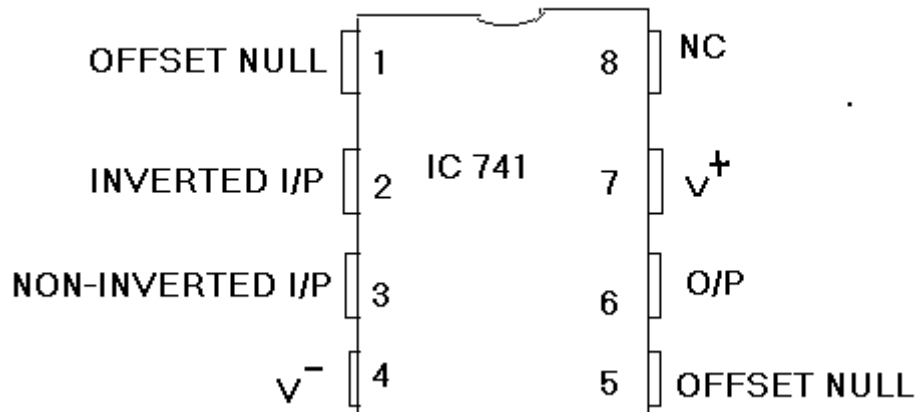 OFFSET NULL 1 8 NC
INVERTED I/P 2 IC 741 7 V+
NON-INVERTED I/P 3 6 O/P
V- 4 5 OFFSET NULL